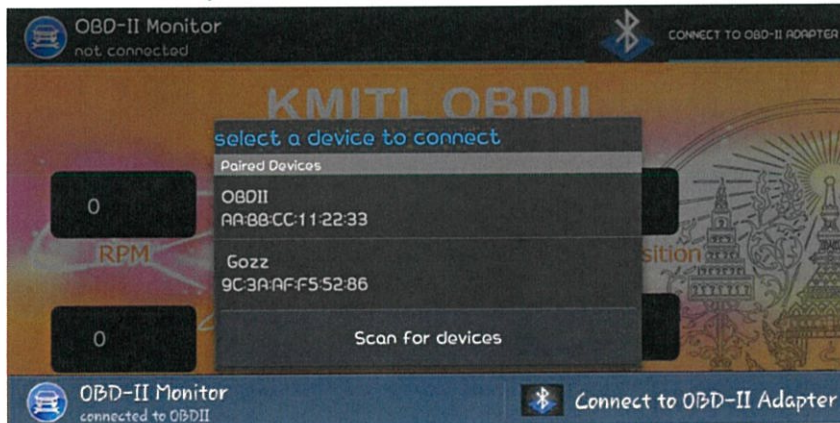 OBD-II Monitor
not connected
CONNECT TO OBD-II ADAPTER
KMITL OBDII
select a device to connect
Paired Devices
OBDII
AA:BB:CC:11:22:33
Gozz
9C:3A:AF:F5:52:86
Scan for devices
0
RPM
sition
0
OBD-II Monitor
connected to OBDII
Connect to OBD-II Adapter